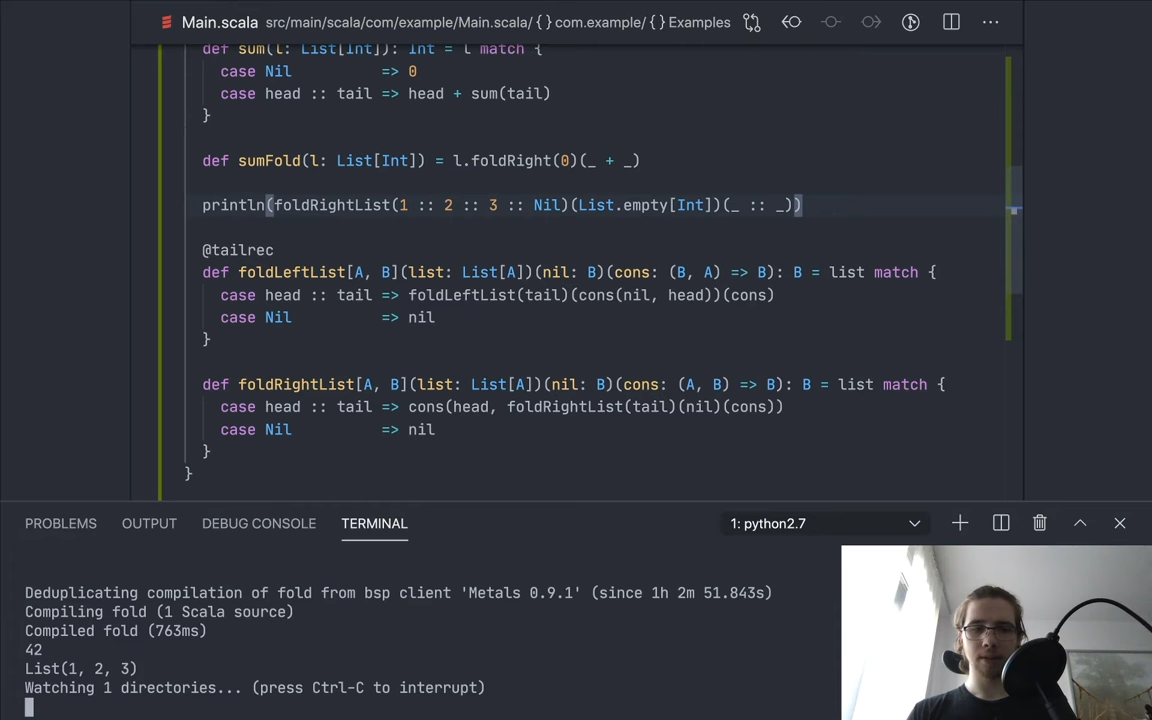 Main.scala src/main/scala/com/example/Main.scala/ {} com.example/ {} Examples
def sum(l: List[Int]): Int = l match {
case Nil => 0
case head :: tail => head + sum(tail)
}
def sumFold(l: List[Int]) = l.foldRight(0)(_ + _)
println(foldRightList(1 :: 2 :: 3 :: Nil)(List.empty[Int])(_ :: _))
@tailrec
def foldLeftList[A, B](list: List[A])(nil: B)(cons: (B, A) => B): B = list match {
case head :: tail => foldLeftList(tail)(cons(nil, head))(cons)
case Nil => nil
}
def foldRightList[A, B](list: List[A])(nil: B)(cons: (A, B) => B): B = list match {
case head :: tail => cons(head, foldRightList(tail)(nil)(cons))
case Nil => nil
}
}
PROBLEMS OUTPUT DEBUG CONSOLE TERMINAL 1: python2.7
Deduplicating compilation of fold from bsp client 'Metals 0.9.1' (since 1h 2m 51.843s)
Compiling fold (1 Scala source)
Compiled fold (763ms)
42
List(1, 2, 3)
Watching 1 directories... (press Ctrl-C to interrupt)